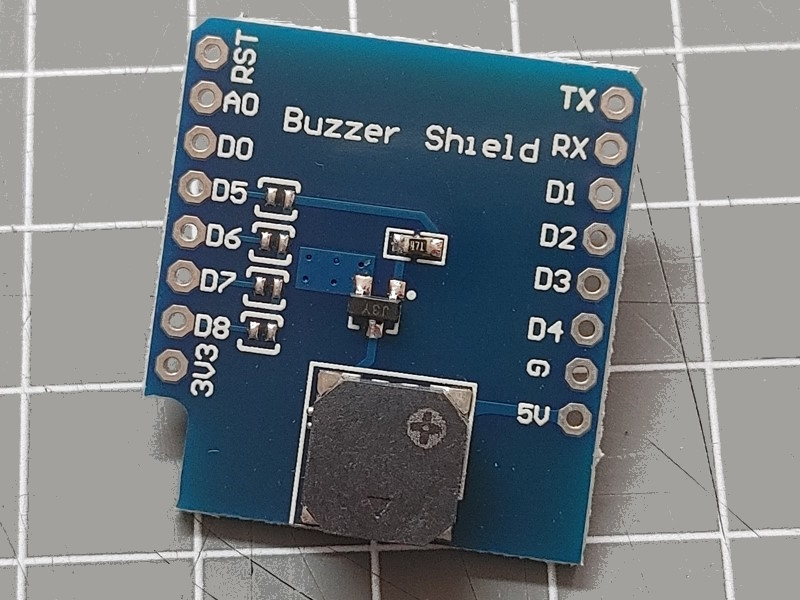 RST
A0
D0
D5
D6
D7
D8
3V3
Buzzer Shield
TX
RX
D1
D2
D3
D4
G
5V
471
J3Y